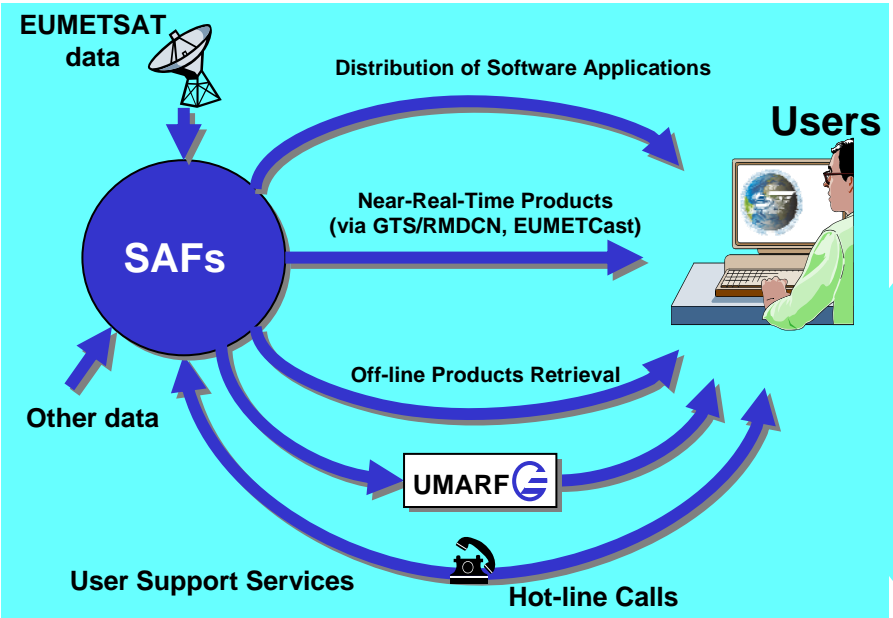 EUMETSAT
data
Distribution of Software Applications
Users
Near-Real-Time Products
(via GTS/RMDCN, EUMETCast)
SAFs
Off-line Products Retrieval
Other data
UMARF
User Support Services
Hot-line Calls